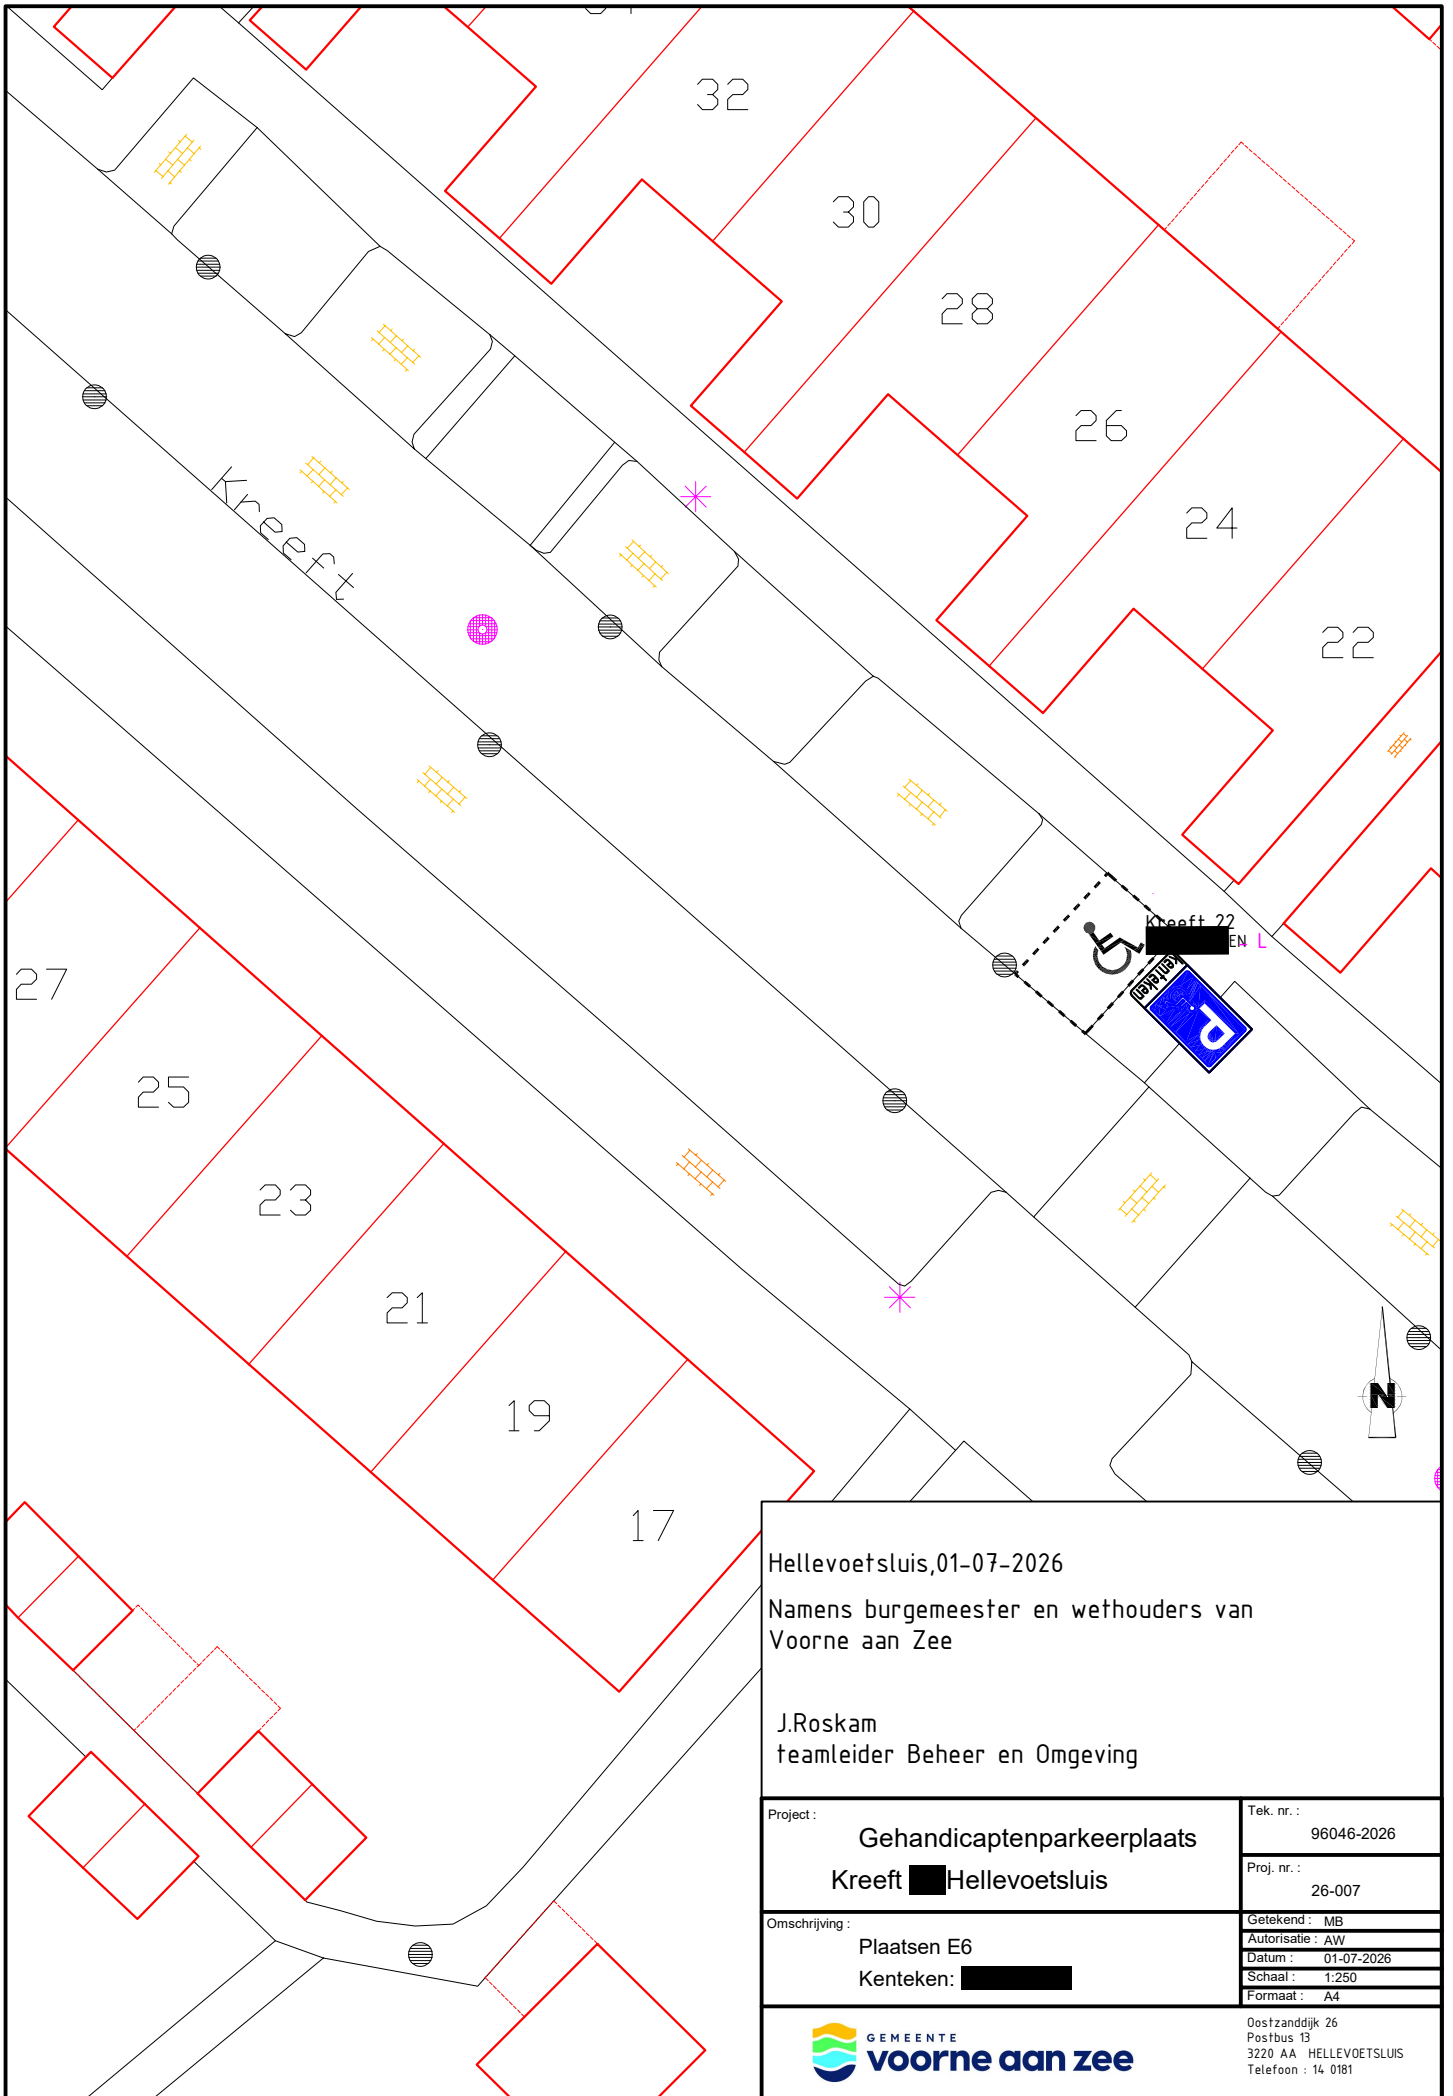 32
30
28
26
24
22
Kreeft
Kreeft 22
EN L
kenteken
P
27
25
23
21
19
17
N
Hellevoetsluis,01-07-2026
Namens burgemeester en wethouders van
Voorne aan Zee
J.Roskam
teamleider Beheer en Omgeving
Project :
Gehandicaptenparkeerplaats
Kreeft Hellevoetsluis
Tek. nr. :
96046-2026
Proj. nr. :
26-007
Omschrijving :
Plaatsen E6
Kenteken:
Getekend : MB
Autorisatie : AW
Datum : 01-07-2026
Schaal : 1:250
Formaat : A4
GEMEENTE
voorne aan zee
Oostzanddijk 26
Postbus 13
3220 AA HELLEVOETSLUIS
Telefoon : 14 0181